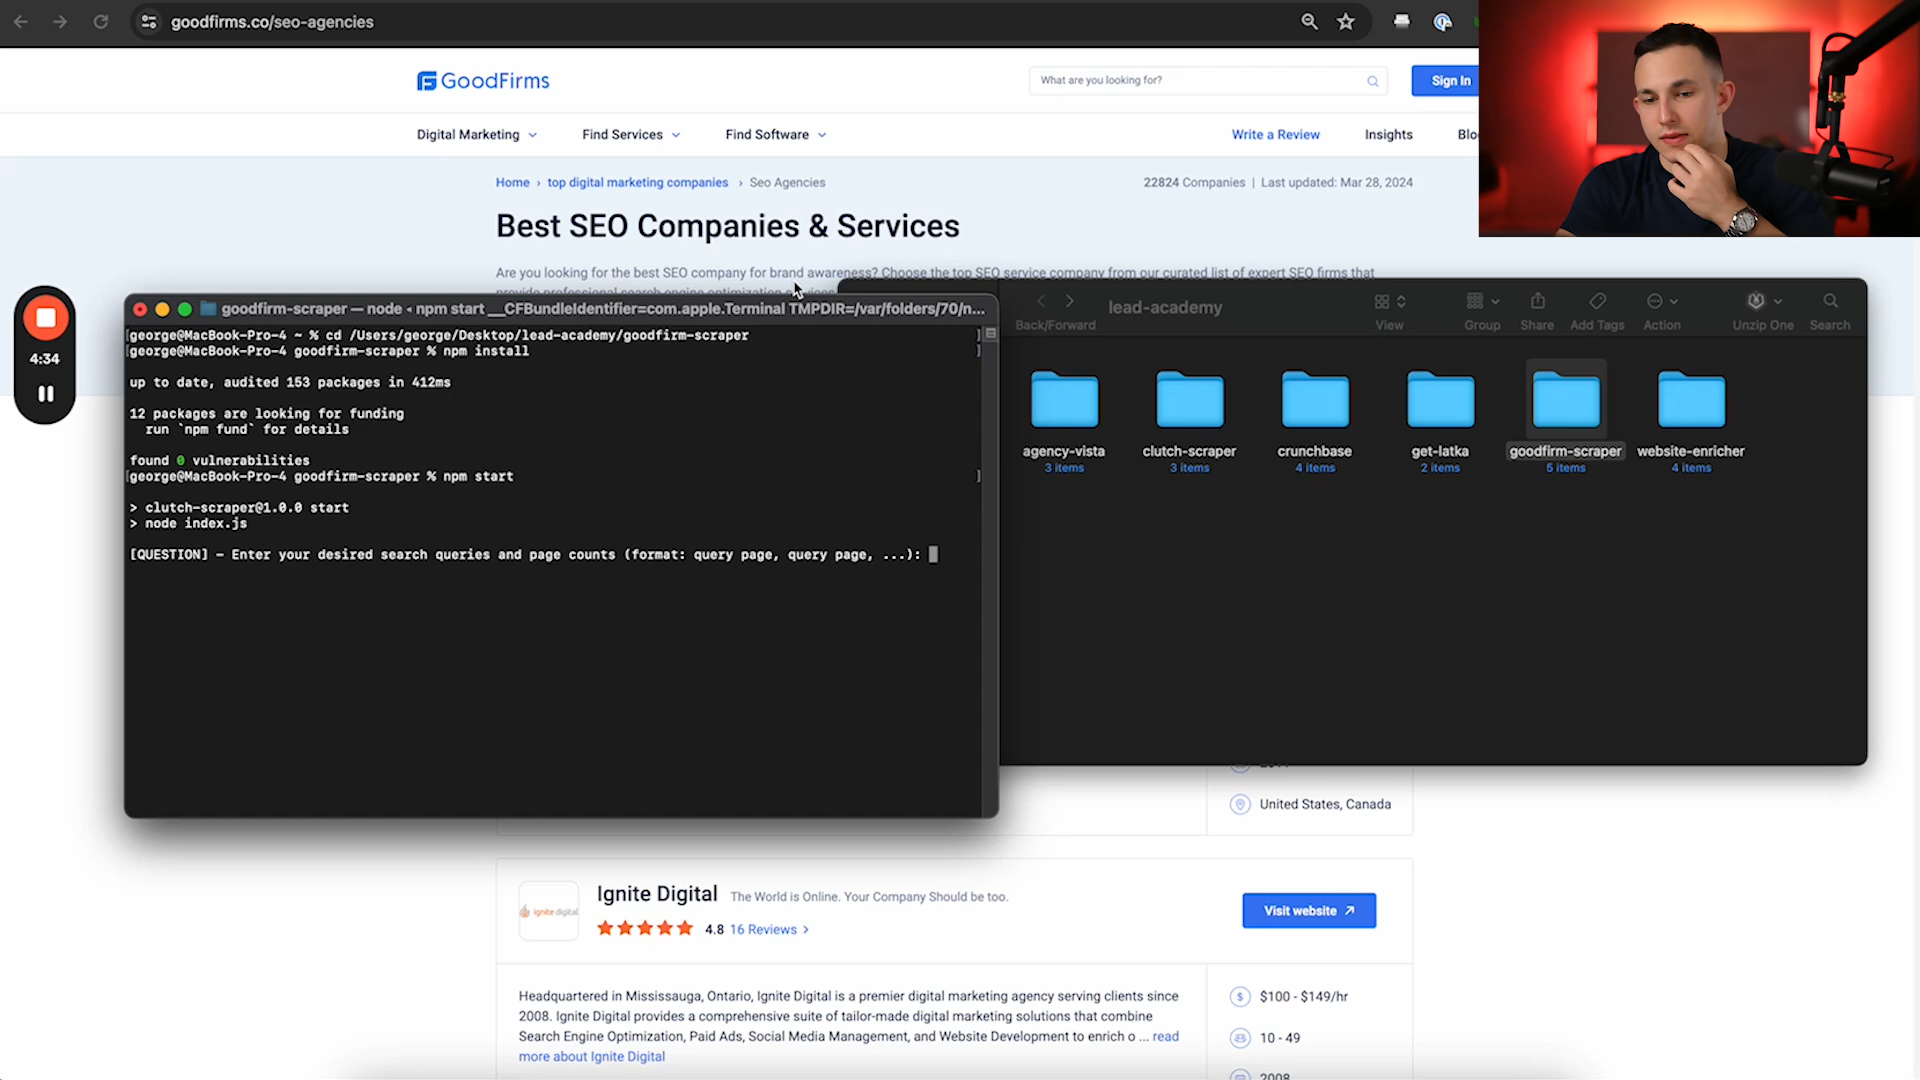 goodfirms.co/seo-agencies
GoodFirms
What are you looking for?
Sign In
Digital Marketing
Find Services
Find Software
Write a Review
Insights
Home › top digital marketing companies › Seo Agencies
22824 Companies | Last updated: Mar 28, 2024
Best SEO Companies & Services
Are you looking for the best SEO company for brand awareness? Choose the top SEO service company from our curated list of expert SEO firms that
provide professional search engine optimization services
4:34
goodfirm-scraper — node ◂ npm start __CFBundleIdentifier=com.apple.Terminal TMPDIR=/var/folders/70/n...
[george@MacBook-Pro-4 ~ % cd /Users/george/Desktop/lead-academy/goodfirm-scraper ]
[george@MacBook-Pro-4 goodfirm-scraper % npm install ]
up to date, audited 153 packages in 412ms
12 packages are looking for funding
run `npm fund` for details
found 0 vulnerabilities
[george@MacBook-Pro-4 goodfirm-scraper % npm start ]
> clutch-scraper@1.0.0 start
> node index.js
[QUESTION] – Enter your desired search queries and page counts (format: query page, query page, ...):
lead-academy
Back/Forward
View
Group
Share
Add Tags
Action
Unzip One
Search
agency-vista
3 items
clutch-scraper
3 items
crunchbase
4 items
get-latka
2 items
goodfirm-scraper
5 items
website-enricher
4 items
United States, Canada
ignite digital
Ignite Digital
The World is Online. Your Company Should be too.
4.8 16 Reviews ›
Visit website
Headquartered in Mississauga, Ontario, Ignite Digital is a premier digital marketing agency serving clients since
2008. Ignite Digital provides a comprehensive suite of tailor-made digital marketing solutions that combine
Search Engine Optimization, Paid Ads, Social Media Management, and Website Development to enrich o ... read
more about Ignite Digital
$100 - $149/hr
10 - 49
2008